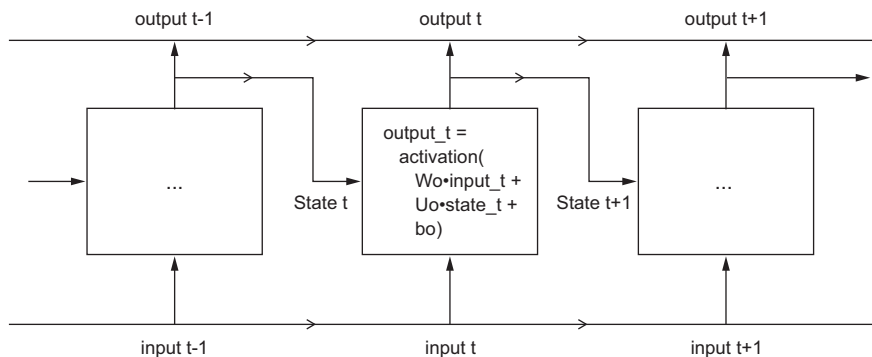 output t-1
output t
output t+1
...
output_t =
activation(
Wo•input_t +
Uo•state_t +
bo)
...
State t
State t+1
input t-1
input t
input t+1